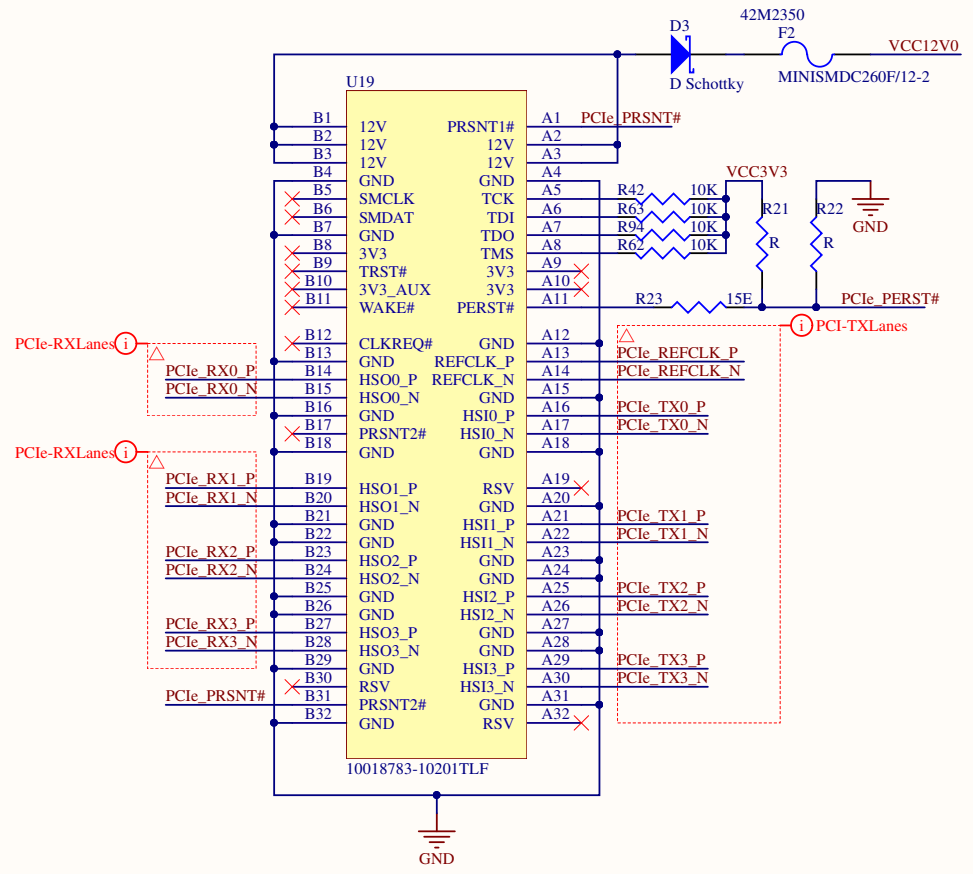 42M2350
D3
F2
VCC12V0
D Schottky
MINISMDC260F/12-2
U19
B1 12V PRSNT1# A1 PCIe_PRSNT#
B2 12V 12V A2
B3 12V 12V A3
B4 GND GND A4
VCC3V3
B5 SMCLK TCK A5 R42 10K
B6 SMDAT TDI A6 R63 10K R21 R22
B7 GND TDO A7 R94 10K GND
B8 3V3 TMS A8 R62 10K R R
B9 TRST# 3V3 A9
B10 3V3_AUX 3V3 A10
B11 WAKE# PERST# A11 R23 15E PCIe_PERST#
i PCI-TXLanes
PCIe-RXLanes i B12 CLKREQ# GND A12
B13 GND REFCLK_P A13 PCIe_REFCLK_P
PCIe_RX0_P B14 HSO0_P REFCLK_N A14 PCIe_REFCLK_N
PCIe_RX0_N B15 HSO0_N GND A15
B16 GND HSI0_P A16 PCIe_TX0_P
B17 PRSNT2# HSI0_N A17 PCIe_TX0_N
PCIe-RXLanes i B18 GND GND A18
PCIe_RX1_P B19 HSO1_P RSV A19
PCIe_RX1_N B20 HSO1_N GND A20
B21 GND HSI1_P A21 PCIe_TX1_P
B22 GND HSI1_N A22 PCIe_TX1_N
PCIe_RX2_P B23 HSO2_P GND A23
PCIe_RX2_N B24 HSO2_N GND A24
B25 GND HSI2_P A25 PCIe_TX2_P
B26 GND HSI2_N A26 PCIe_TX2_N
PCIe_RX3_P B27 HSO3_P GND A27
PCIe_RX3_N B28 HSO3_N GND A28
B29 GND HSI3_P A29 PCIe_TX3_P
B30 RSV HSI3_N A30 PCIe_TX3_N
PCIe_PRSNT# B31 PRSNT2# GND A31
B32 GND RSV A32
10018783-10201TLF
GND